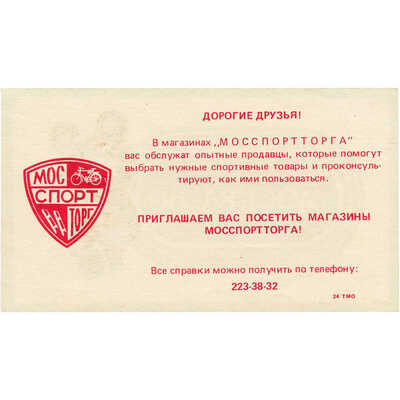 ДОРОГИЕ ДРУЗЬЯ!
В магазинах „МОССПОРТТОРГА"
вас обслужат опытные продавцы, которые помогут
выбрать нужные спортивные товары и проконсуль-
тируют, как ими пользоваться.
МОС
СПОРТ
ТОРГ
ПРИГЛАШАЕМ ВАС ПОСЕТИТЬ МАГАЗИНЫ
МОССПОРТТОРГА!
Все справки можно получить по телефону:
223-38-32
24 ТМО